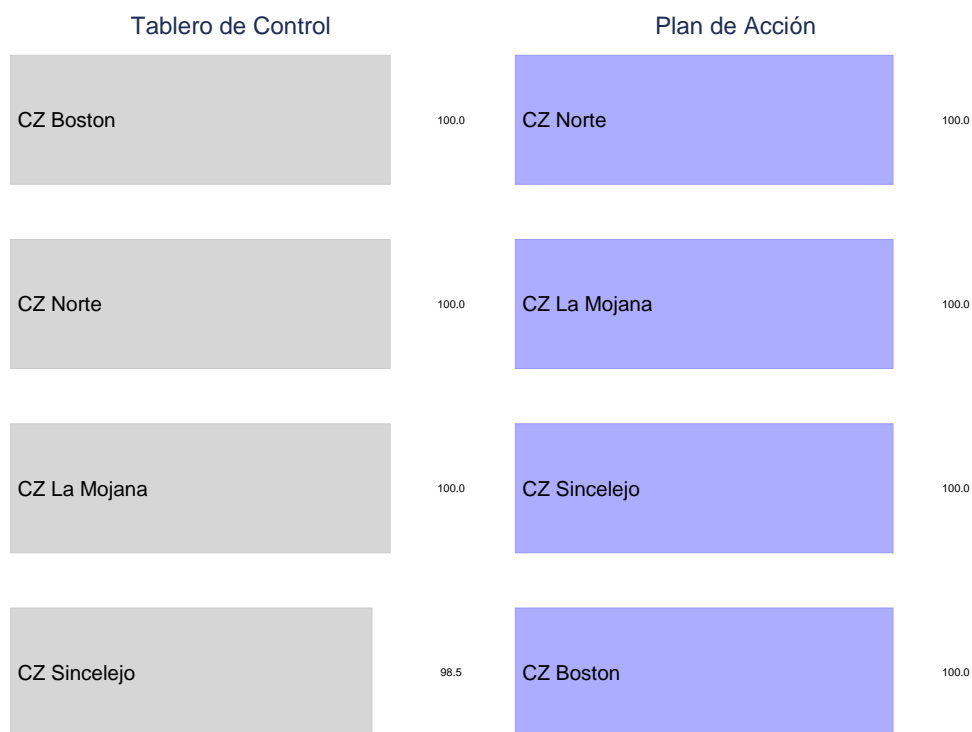 Tablero de Control
CZ Boston 100.0
CZ Norte 100.0
CZ La Mojana 100.0
CZ Sincelejo 98.5
Plan de Acción
CZ Norte 100.0
CZ La Mojana 100.0
CZ Sincelejo 100.0
CZ Boston 100.0